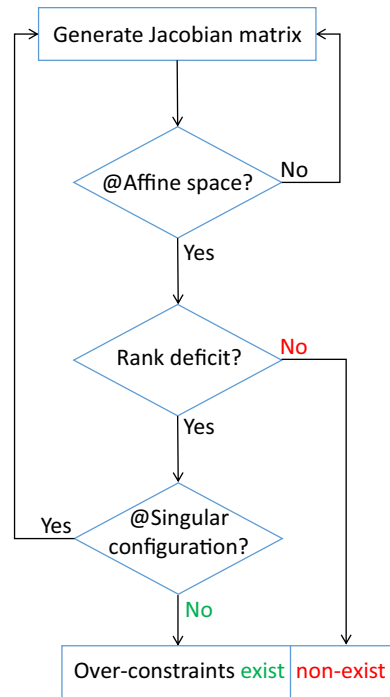 Generate Jacobian matrix
@Affine space?
No
Yes
Rank deficit?
No
Yes
@Singular
configuration?
Yes
No
Over-constraints exist non-exist